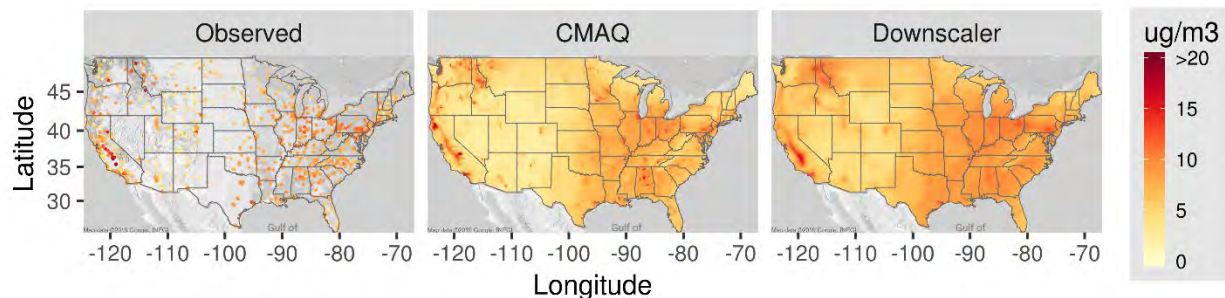 Observed
CMAQ
Downscaler
ug/m3
>20
15
10
5
0
Latitude
45
40
35
30
Gulf of
Gulf of
Gulf of
-120 -110 -100 -90 -80 -70
-120 -110 -100 -90 -80 -70
-120 -110 -100 -90 -80 -70
Longitude